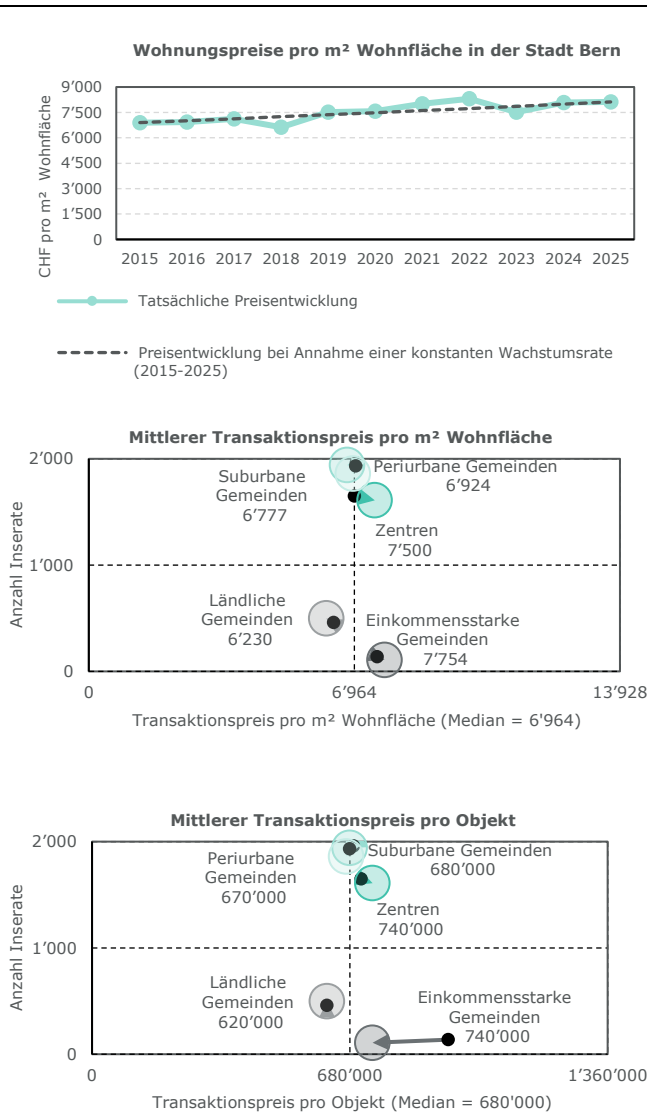 Wohnungspreise pro m² Wohnfläche in der Stadt Bern
CHF pro m² Wohnfläche
9’000
7’500
6’000
4’500
3’000
1’500
0
2015 2016 2017 2018 2019 2020 2021 2022 2023 2024 2025
Tatsächliche Preisentwicklung
Preisentwicklung bei Annahme einer konstanten Wachstumsrate
(2015-2025)
Mittlerer Transaktionspreis pro m² Wohnfläche
Anzahl Inserate
2’000
1’000
0
Suburbane
Gemeinden
6’777
Periurbane Gemeinden
6’924
Zentren
7’500
Ländliche
Gemeinden
6’230
Einkommensstarke
Gemeinden
7’754
0 6’964 13’928
Transaktionspreis pro m² Wohnfläche (Median = 6'964)
Mittlerer Transaktionspreis pro Objekt
Anzahl Inserate
2’000
1’000
0
Periurbane
Gemeinden
670’000
Suburbane Gemeinden
680’000
Zentren
740’000
Ländliche
Gemeinden
620’000
Einkommensstarke
Gemeinden
740’000
0 680’000 1’360’000
Transaktionspreis pro Objekt (Median = 680'000)